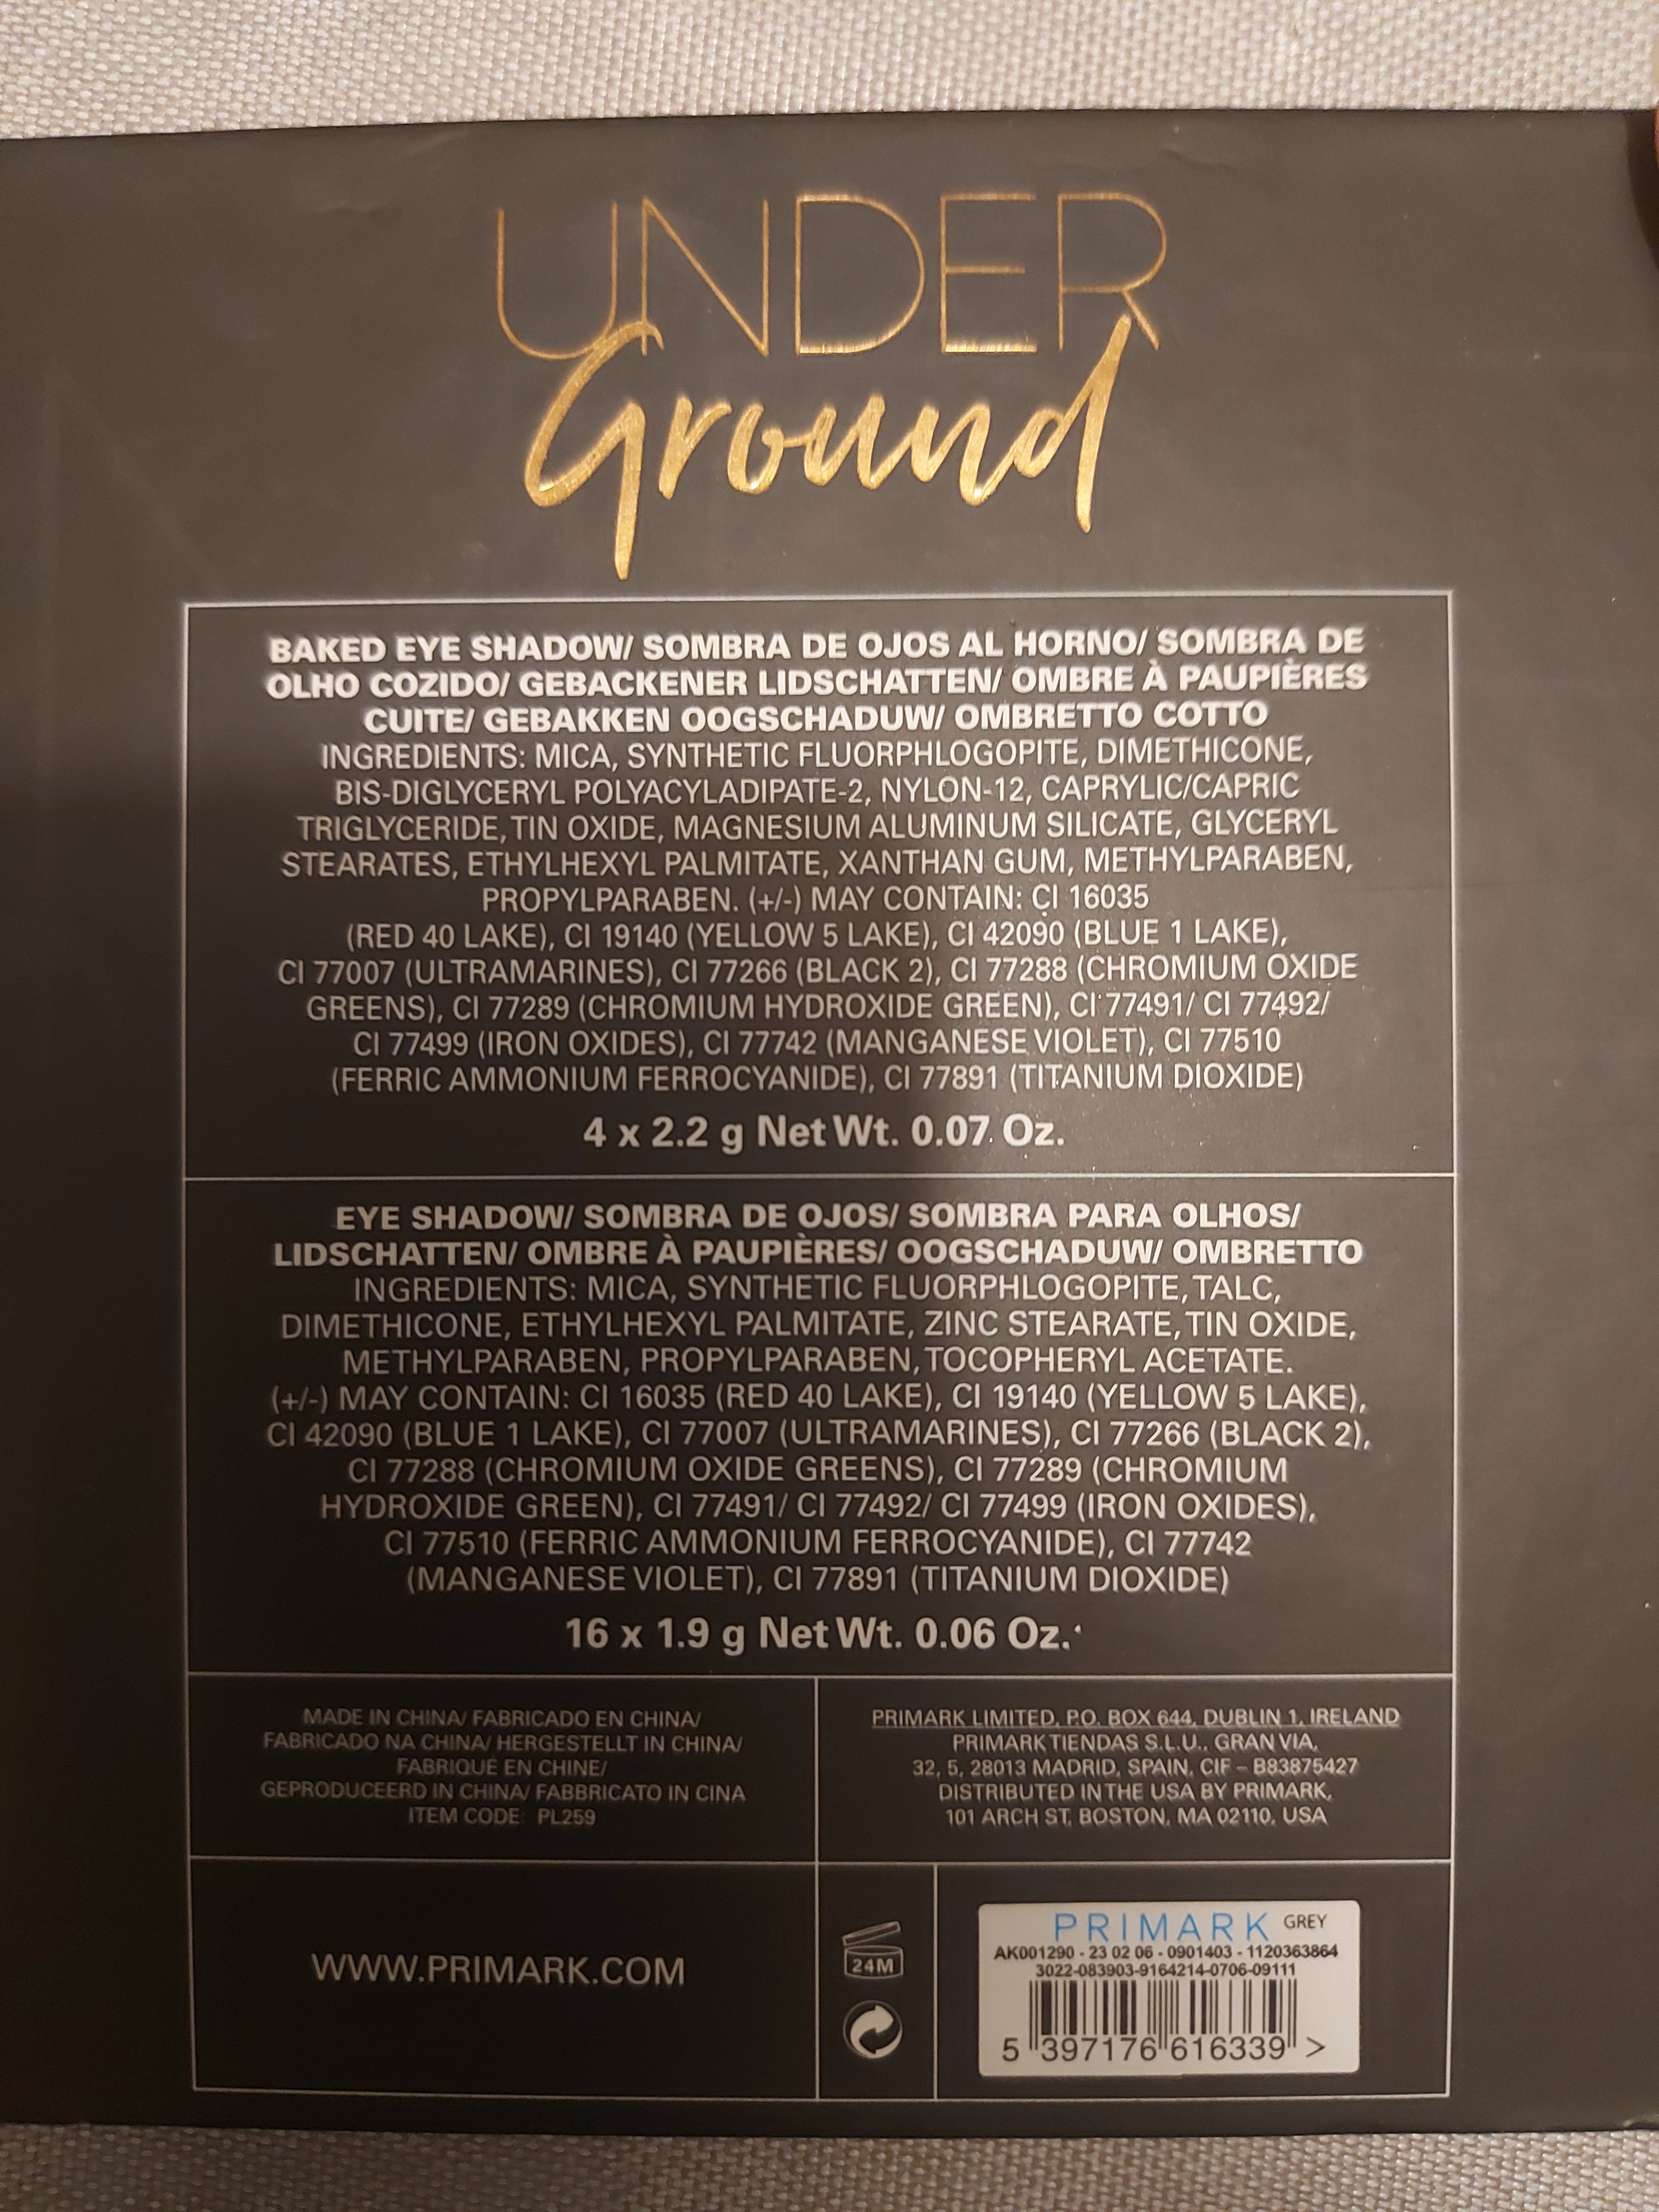 UNDER
Ground
BAKED EYE SHADOW/ SOMBRA DE OJOS AL HORNO/ SOMBRA DE
OLHO COZIDO/ GEBACKENER LIDSCHATTEN/ OMBRE À PAUPIÈRES
CUITE/ GEBAKKEN OOGSCHADUW/ OMBRETTO COTTO
INGREDIENTS: MICA, SYNTHETIC FLUORPHLOGOPITE, DIMETHICONE,
BIS-DIGLYCERYL POLYACYLADIPATE-2, NYLON-12, CAPRYLIC/CAPRIC
TRIGLYCERIDE, TIN OXIDE, MAGNESIUM ALUMINUM SILICATE, GLYCERYL
STEARATES, ETHYLHEXYL PALMITATE, XANTHAN GUM, METHYLPARABEN,
PROPYLPARABEN. (+/-) MAY CONTAIN: CI 16035
(RED 40 LAKE), CI 19140 (YELLOW 5 LAKE), CI 42090 (BLUE 1 LAKE),
CI 77007 (ULTRAMARINES), CI 77266 (BLACK 2), CI 77288 (CHROMIUM OXIDE
GREENS), CI 77289 (CHROMIUM HYDROXIDE GREEN), CI 77491/ CI 77492/
CI 77499 (IRON OXIDES), CI 77742 (MANGANESE VIOLET), CI 77510
(FERRIC AMMONIUM FERROCYANIDE), CI 77891 (TITANIUM DIOXIDE)
4 x 2.2 g Net Wt. 0.07 Oz.
EYE SHADOW/ SOMBRA DE OJOS/ SOMBRA PARA OLHOS/
LIDSCHATTEN/ OMBRE À PAUPIÈRES/ OOGSCHADUW/ OMBRETTO
INGREDIENTS: MICA, SYNTHETIC FLUORPHLOGOPITE, TALC,
DIMETHICONE, ETHYLHEXYL PALMITATE, ZINC STEARATE, TIN OXIDE,
METHYLPARABEN, PROPYLPARABEN, TOCOPHERYL ACETATE.
(+/-) MAY CONTAIN: CI 16035 (RED 40 LAKE), CI 19140 (YELLOW 5 LAKE),
CI 42090 (BLUE 1 LAKE), CI 77007 (ULTRAMARINES), CI 77266 (BLACK 2),
CI 77288 (CHROMIUM OXIDE GREENS), CI 77289 (CHROMIUM
HYDROXIDE GREEN), CI 77491/ CI 77492/ CI 77499 (IRON OXIDES),
CI 77510 (FERRIC AMMONIUM FERROCYANIDE), CI 77742
(MANGANESE VIOLET), CI 77891 (TITANIUM DIOXIDE)
16 x 1.9 g Net Wt. 0.06 Oz.
MADE IN CHINA/ FABRICADO EN CHINA/
FABRICADO NA CHINA/ HERGESTELLT IN CHINA/
FABRIQUÉ EN CHINE/
GEPRODUCEERD IN CHINA/ FABBRICATO IN CINA
ITEM CODE: PL259
PRIMARK LIMITED, P.O. BOX 644, DUBLIN 1, IRELAND
PRIMARK TIENDAS S.L.U., GRAN VIA,
32, 5, 28013 MADRID, SPAIN, CIF – B83875427
DISTRIBUTED IN THE USA BY PRIMARK,
101 ARCH ST, BOSTON, MA 02110, USA
WWW.PRIMARK.COM
24M
PRIMARK GREY
AK001290 - 23 02 06 - 0901403 - 1120363864
3022-083903-9164214-0706-09111
5 397176 616339 >